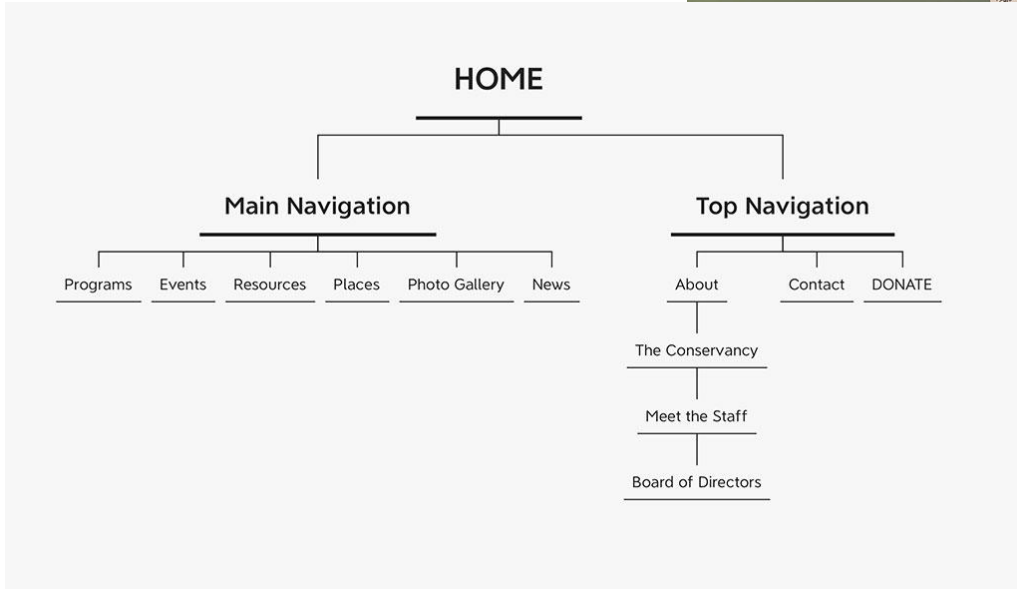 HOME
Main Navigation
Top Navigation
Programs
Events
Resources
Places
Photo Gallery
News
About
Contact
DONATE
The Conservancy
Meet the Staff
Board of Directors